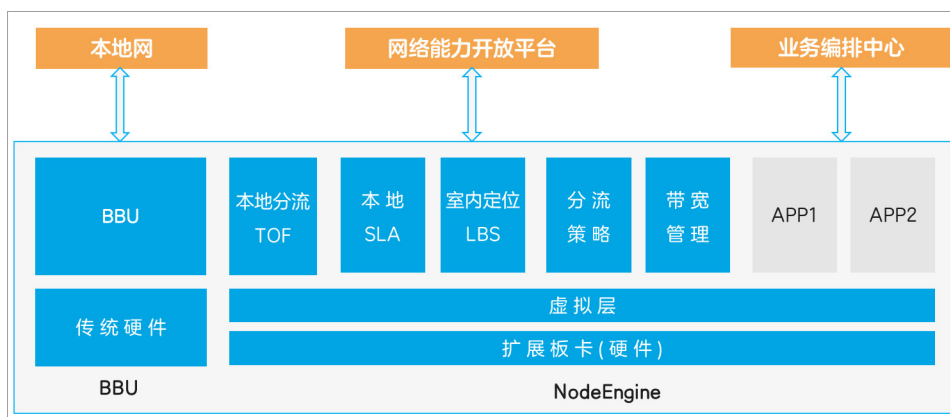 本地网
网络能力开放平台
业务编排中心
BBU
本地分流
TOF
本地
SLA
室内定位
LBS
分流
策略
带宽
管理
APP1
APP2
传统硬件
虚拟层
扩展板卡(硬件)
BBU
NodeEngine